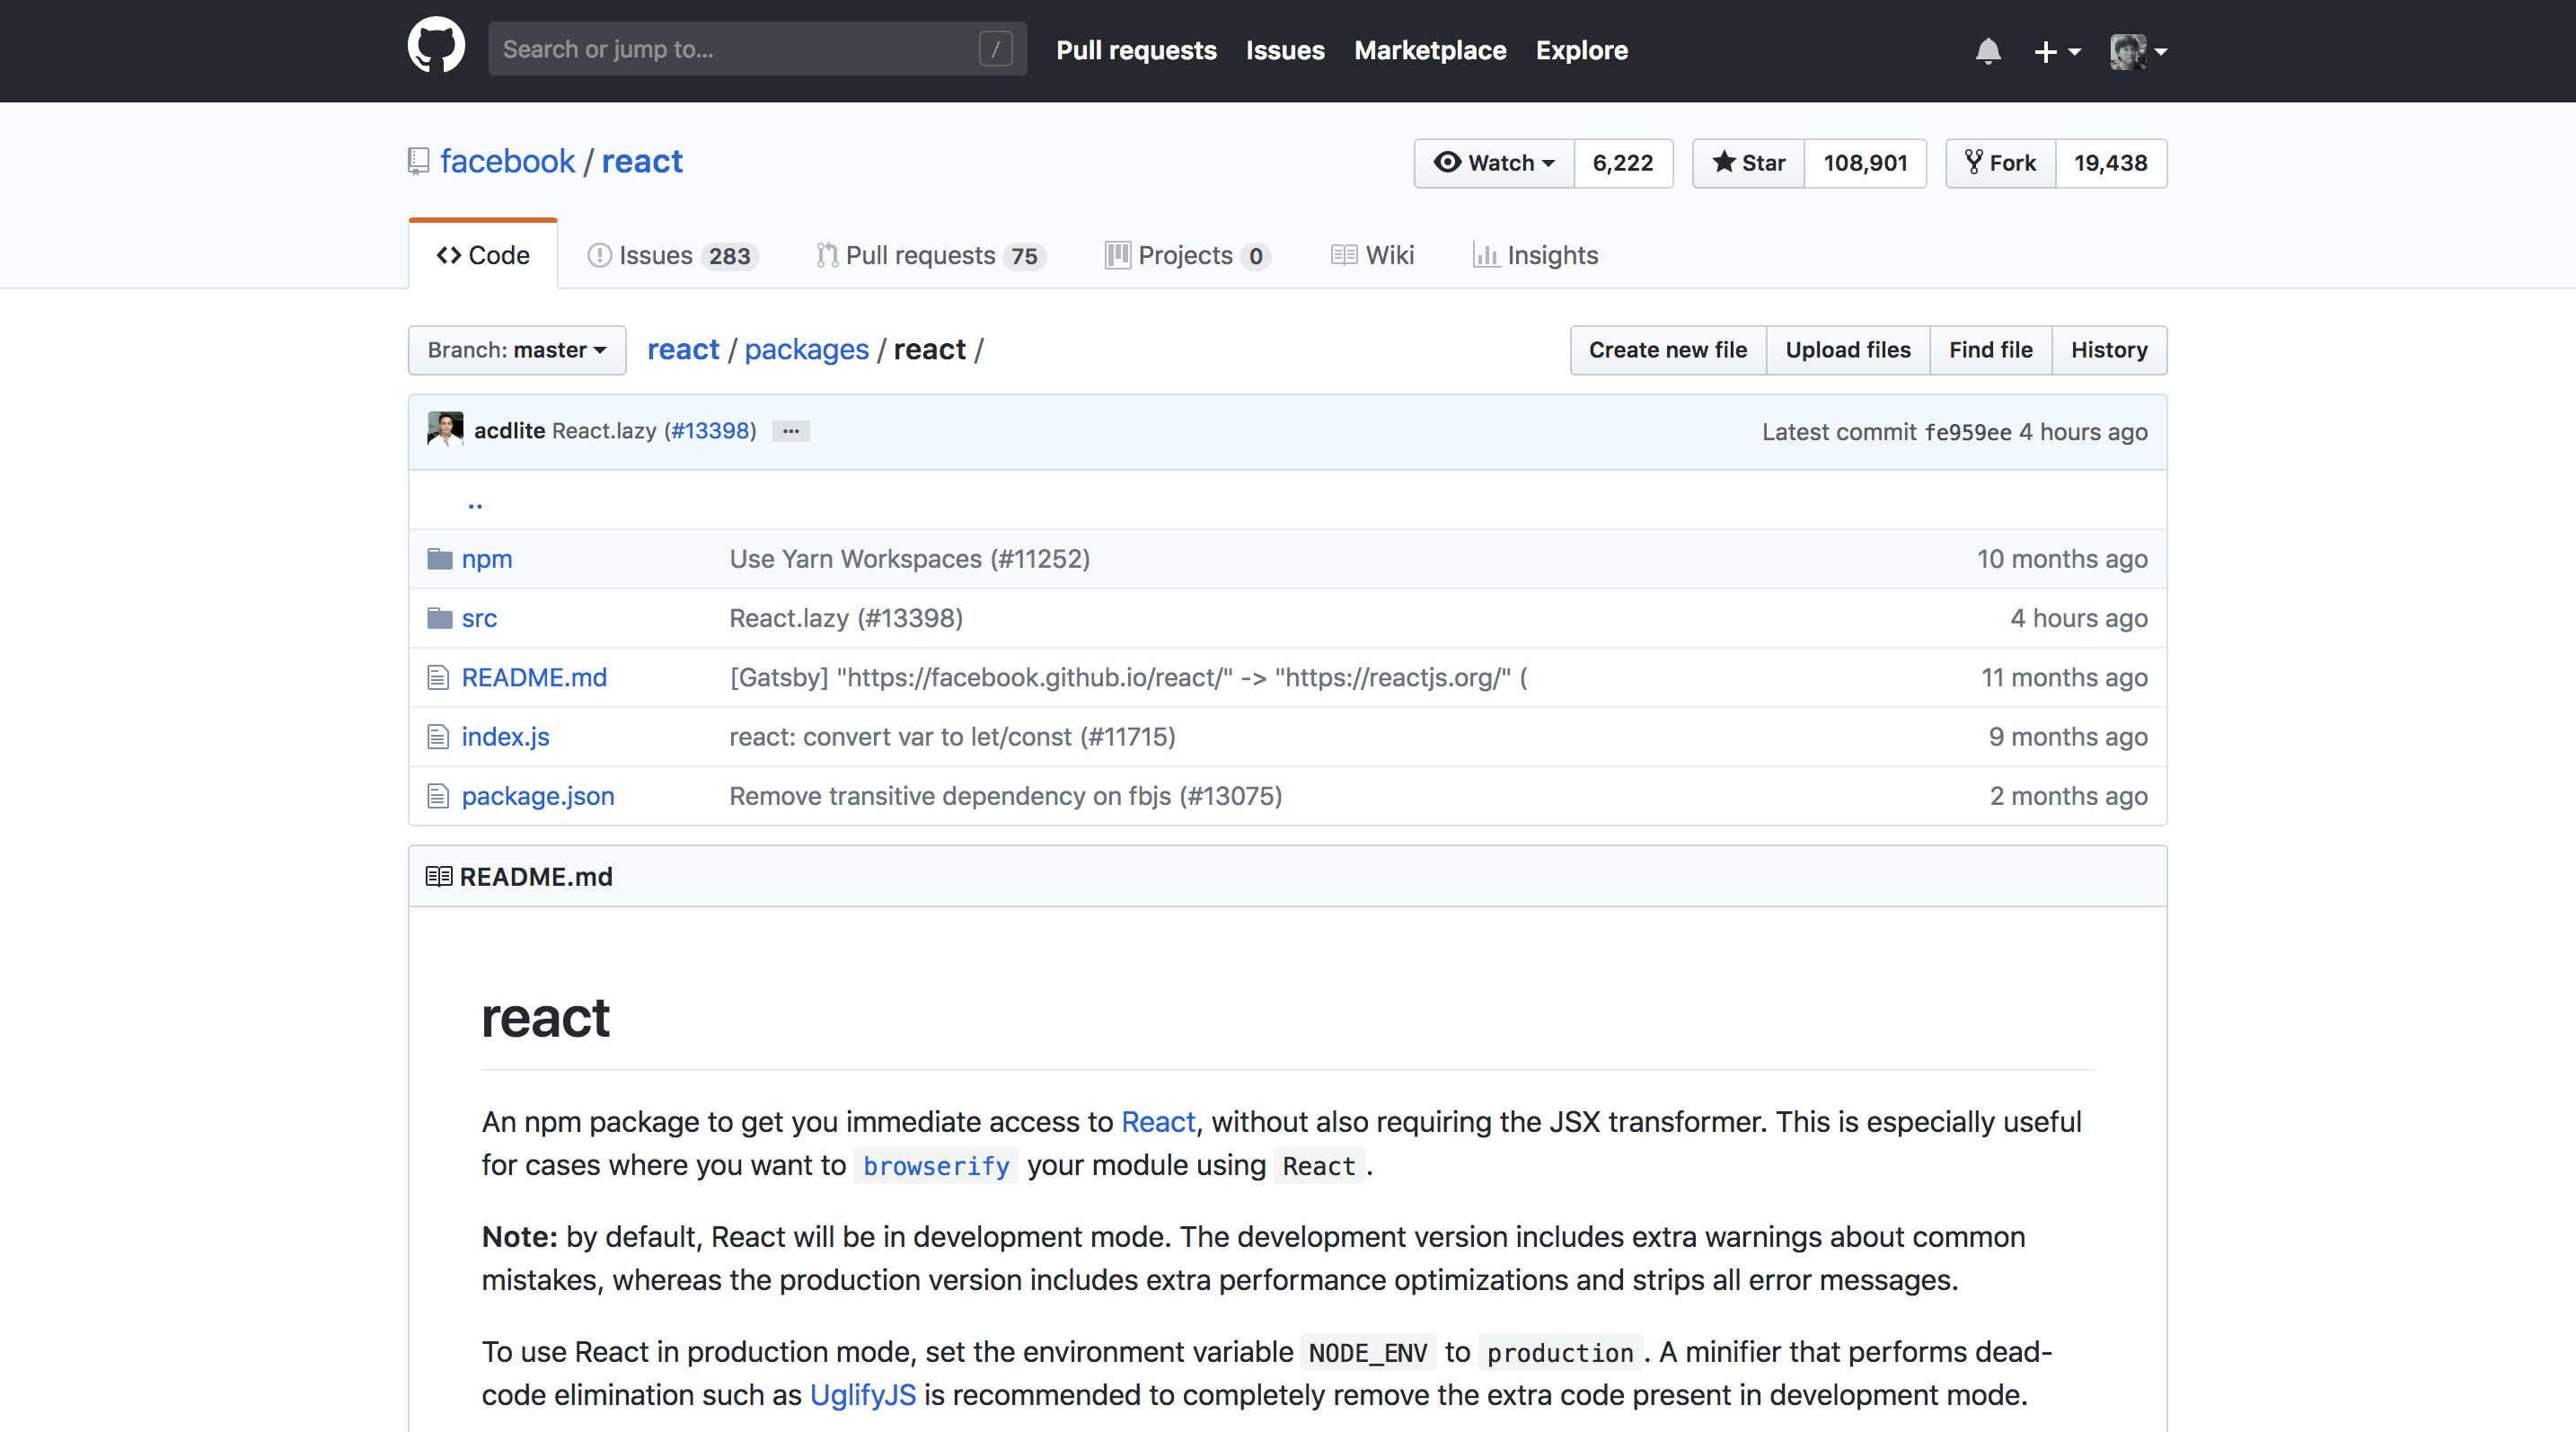 Search or jump to... /
Pull requests Issues Marketplace Explore
facebook / react
Watch 6,222 Star 108,901 Fork 19,438
Code Issues 283 Pull requests 75 Projects 0 Wiki Insights
Branch: master react / packages / react / Create new file Upload files Find file History
acdlite React.lazy (#13398) ... Latest commit fe959ee 4 hours ago
..
npm Use Yarn Workspaces (#11252) 10 months ago
src React.lazy (#13398) 4 hours ago
README.md [Gatsby] "https://facebook.github.io/react/" -> "https://reactjs.org/" ( 11 months ago
index.js react: convert var to let/const (#11715) 9 months ago
package.json Remove transitive dependency on fbjs (#13075) 2 months ago
README.md
react
An npm package to get you immediate access to React, without also requiring the JSX transformer. This is especially useful
for cases where you want to browserify your module using React.
Note: by default, React will be in development mode. The development version includes extra warnings about common
mistakes, whereas the production version includes extra performance optimizations and strips all error messages.
To use React in production mode, set the environment variable NODE_ENV to production. A minifier that performs dead-
code elimination such as UglifyJS is recommended to completely remove the extra code present in development mode.